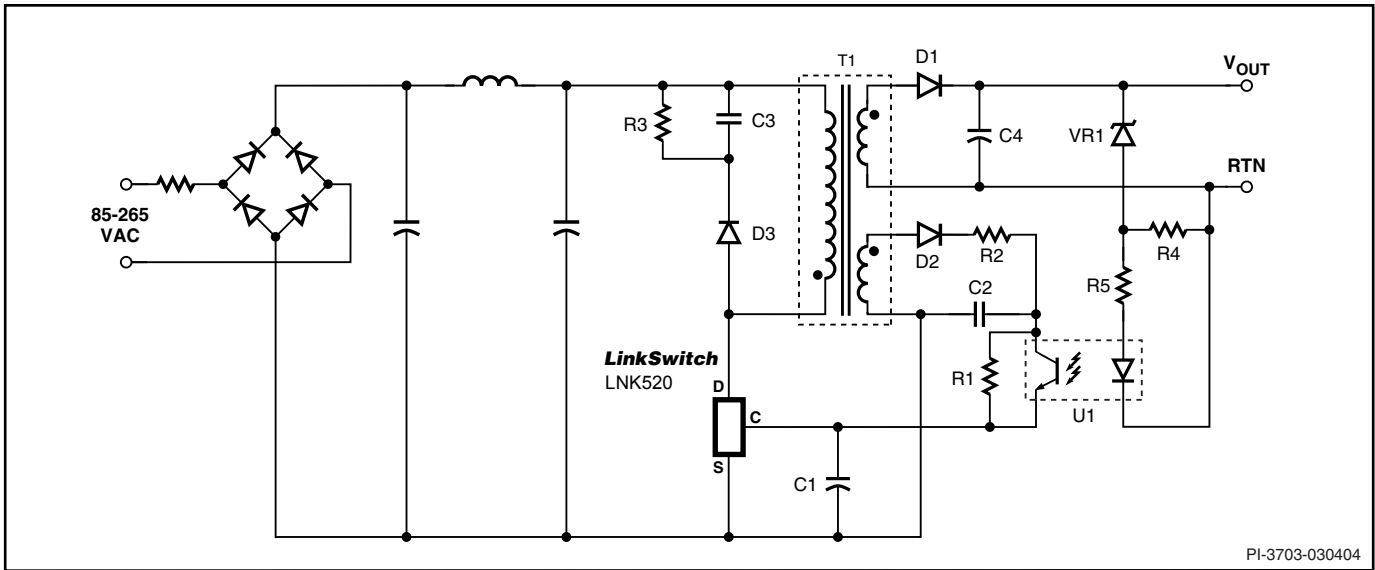 T1
D1
V_OUT
R3
C3
C4
VR1
RTN
85-265
VAC
D3
D2
R2
R4
C2
R5
LinkSwitch
LNK520
D
R1
C
U1
S
C1
PI-3703-030404